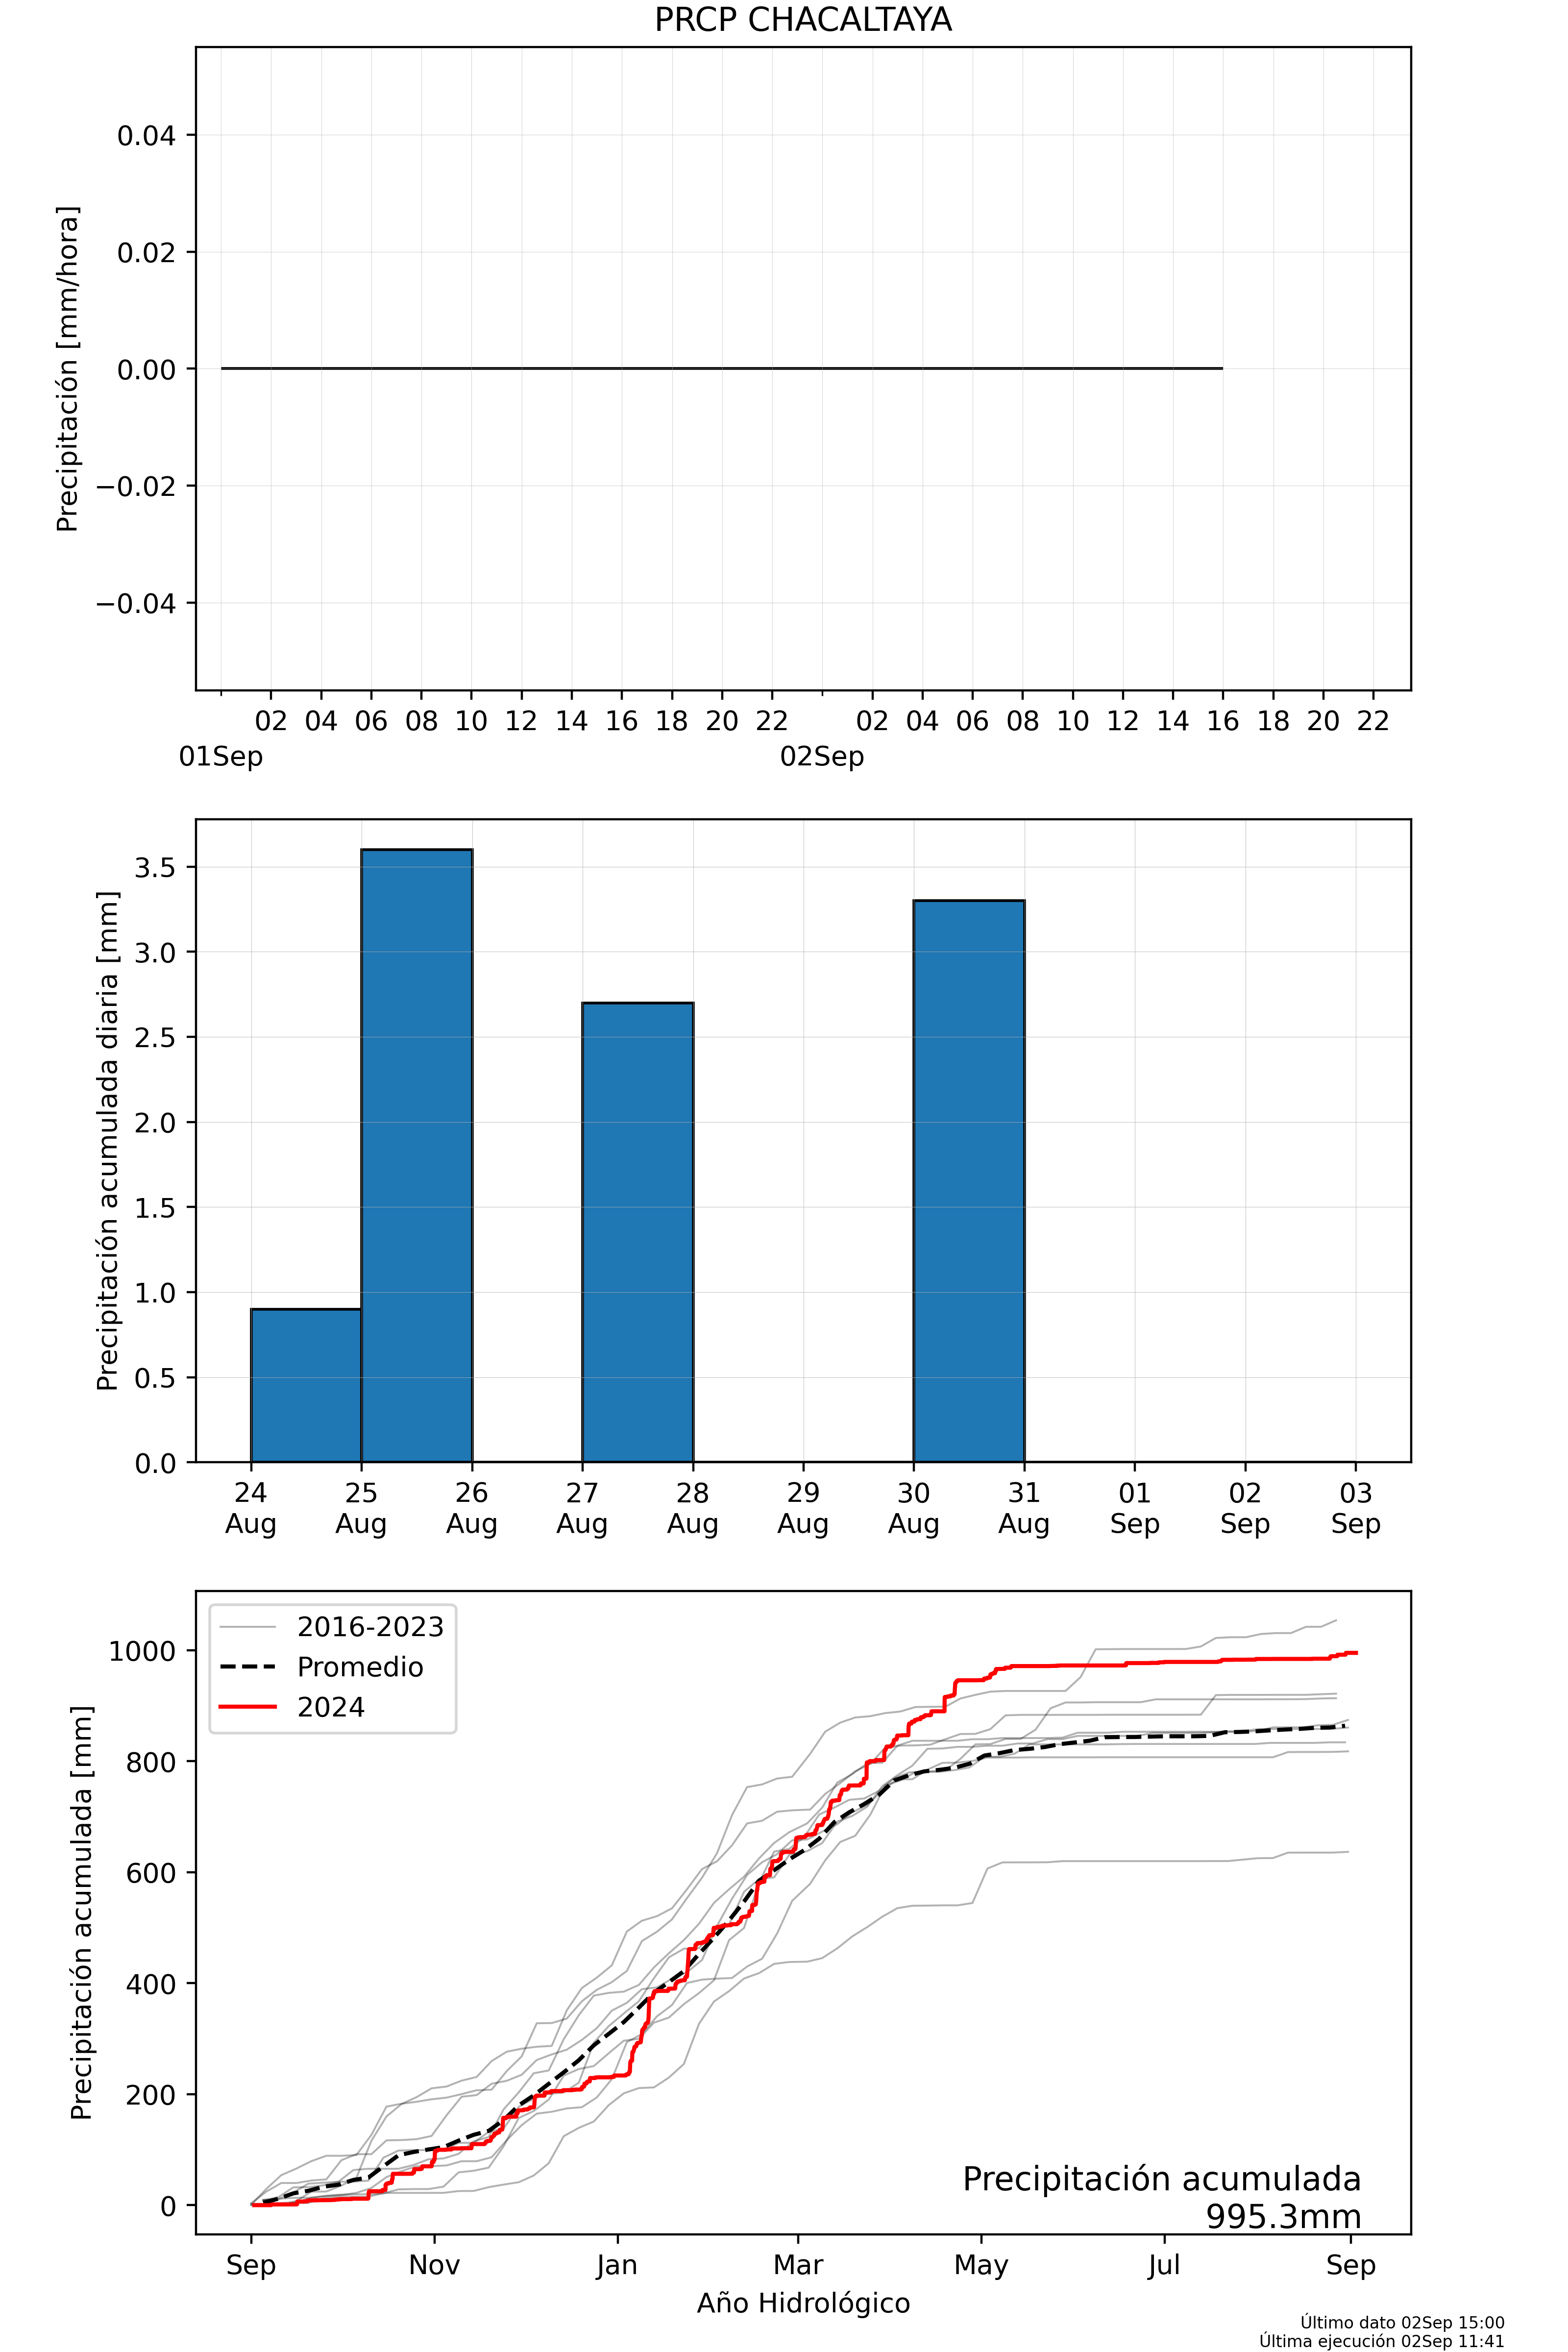 PRCP CHACALTAYA
Precipitación [mm/hora]
0.04
0.02
0.00
−0.02
−0.04
02 04 06 08 10 12 14 16 18 20 22 02 04 06 08 10 12 14 16 18 20 22
01Sep 02Sep
Precipitación acumulada diaria [mm]
3.5
3.0
2.5
2.0
1.5
1.0
0.5
0.0
24 25 26 27 28 29 30 31 01 02 03
Aug Aug Aug Aug Aug Aug Aug Aug Sep Sep Sep
Precipitación acumulada [mm]
1000
800
600
400
200
0
2016-2023
Promedio
2024
Precipitación acumulada
995.3mm
Sep Nov Jan Mar May Jul Sep
Año Hidrológico
Último dato 02Sep 15:00
Última ejecución 02Sep 11:41